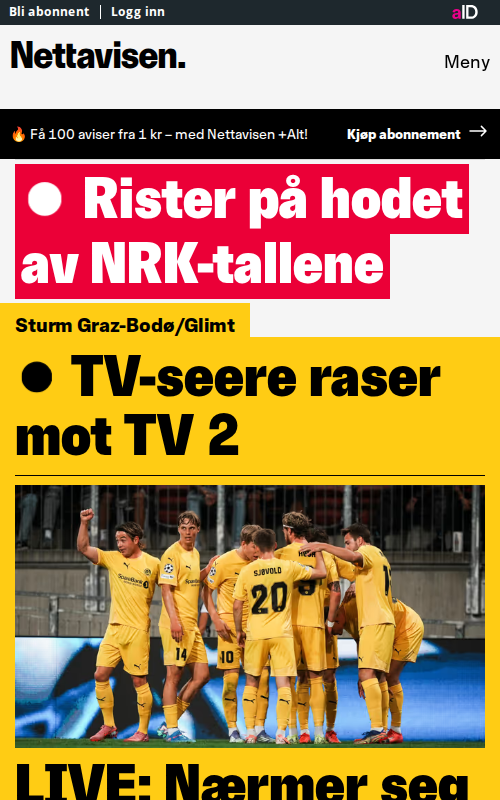 Bli abonnent | Logg inn
aID
Nettavisen.
Meny
🔥 Få 100 aviser fra 1 kr – med Nettavisen +Alt!
Kjøp abonnement →
Rister på hodet
av NRK-tallene
Sturm Graz-Bodø/Glimt
● TV-seere raser
mot TV 2
SJØVOLD
20
14
10
LIVE: Nærmer seg